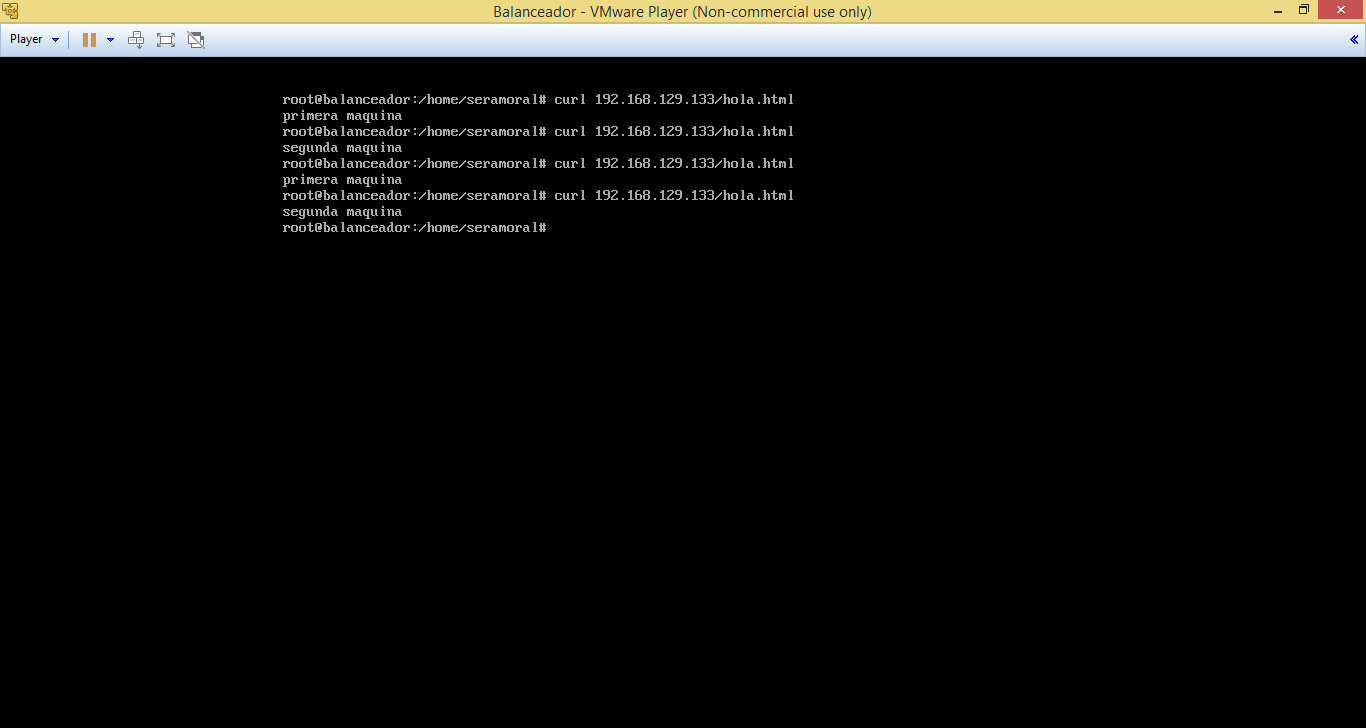 Balanceador - VMware Player (Non-commercial use only)
Player
root@balanceador:/home/seramoral# curl 192.168.129.133/hola.html
primera maquina
root@balanceador:/home/seramoral# curl 192.168.129.133/hola.html
segunda maquina
root@balanceador:/home/seramoral# curl 192.168.129.133/hola.html
primera maquina
root@balanceador:/home/seramoral# curl 192.168.129.133/hola.html
segunda maquina
root@balanceador:/home/seramoral#